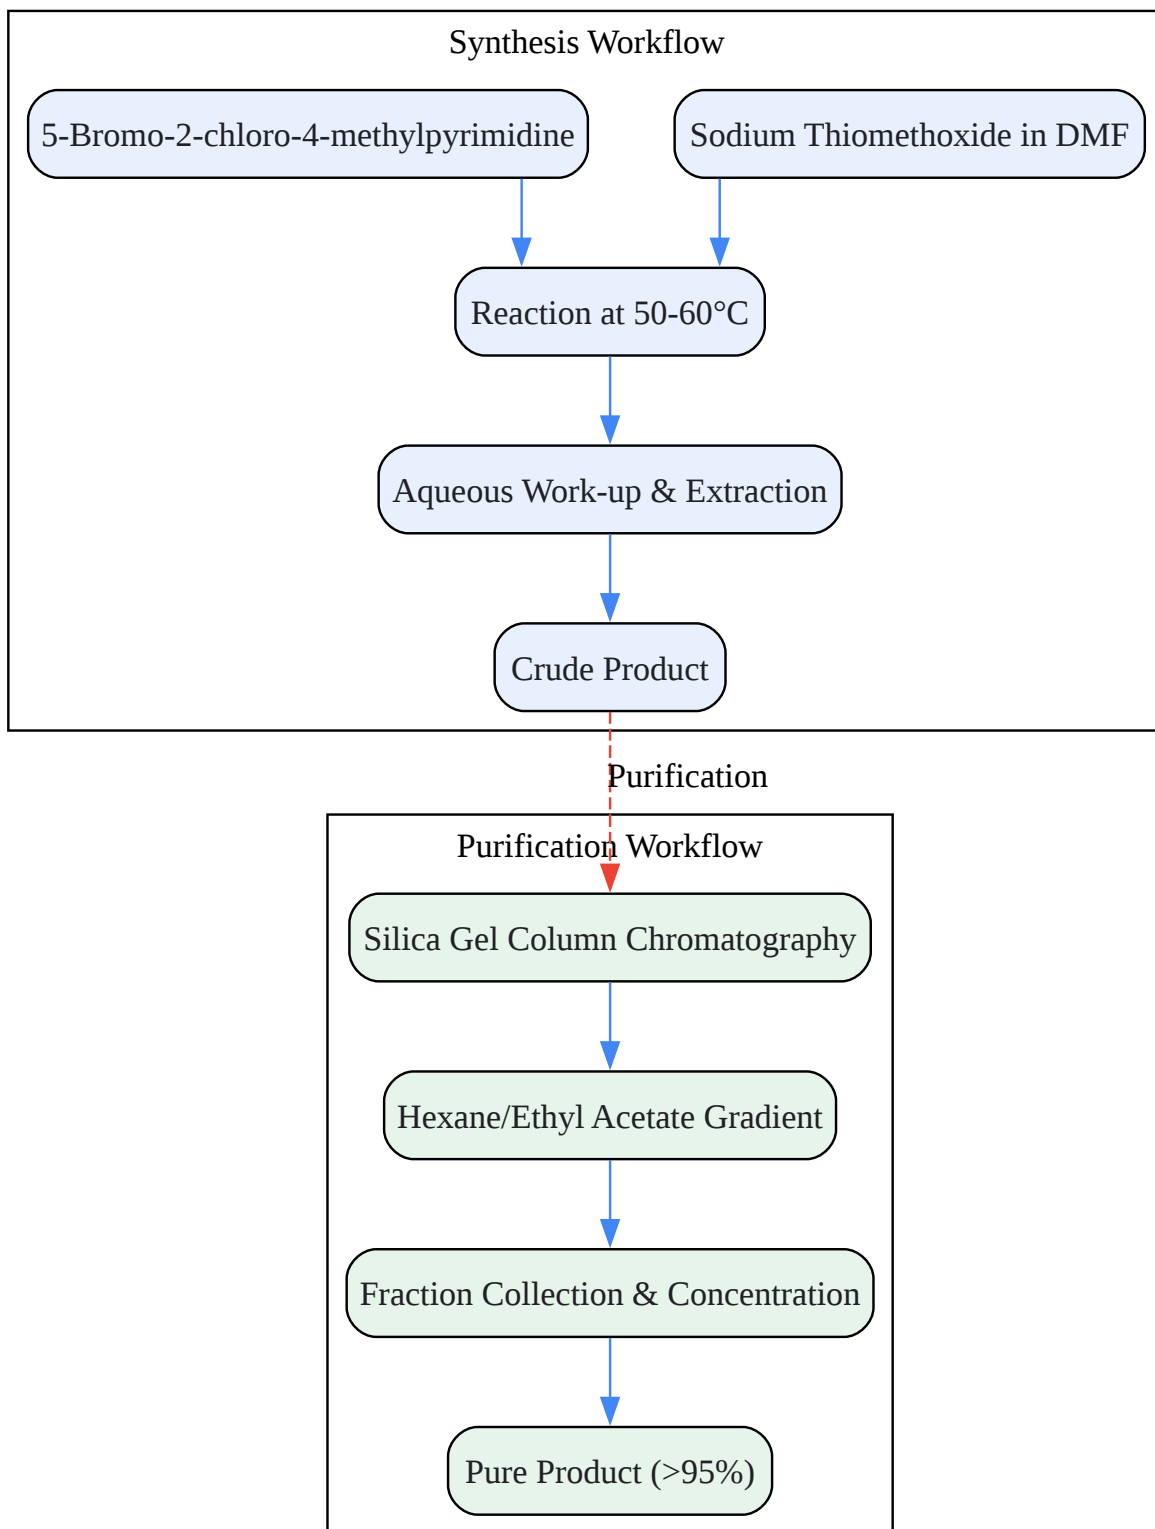 Synthesis Workflow
5-Bromo-2-chloro-4-methylpyrimidine
Sodium Thiomethoxide in DMF
Reaction at 50-60°C
Aqueous Work-up & Extraction
Crude Product
Purification
Purification Workflow
Silica Gel Column Chromatography
Hexane/Ethyl Acetate Gradient
Fraction Collection & Concentration
Pure Product (>95%)